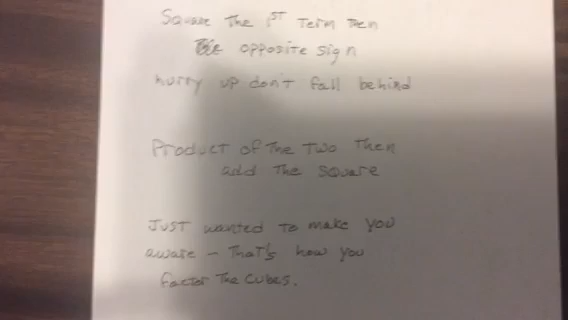 Square The 1ST Term Then
opposite sign
hurry up don't fall behind
Product of The Two Then
add The square
Just wanted to make you
aware - That's how you
factor The cubes.